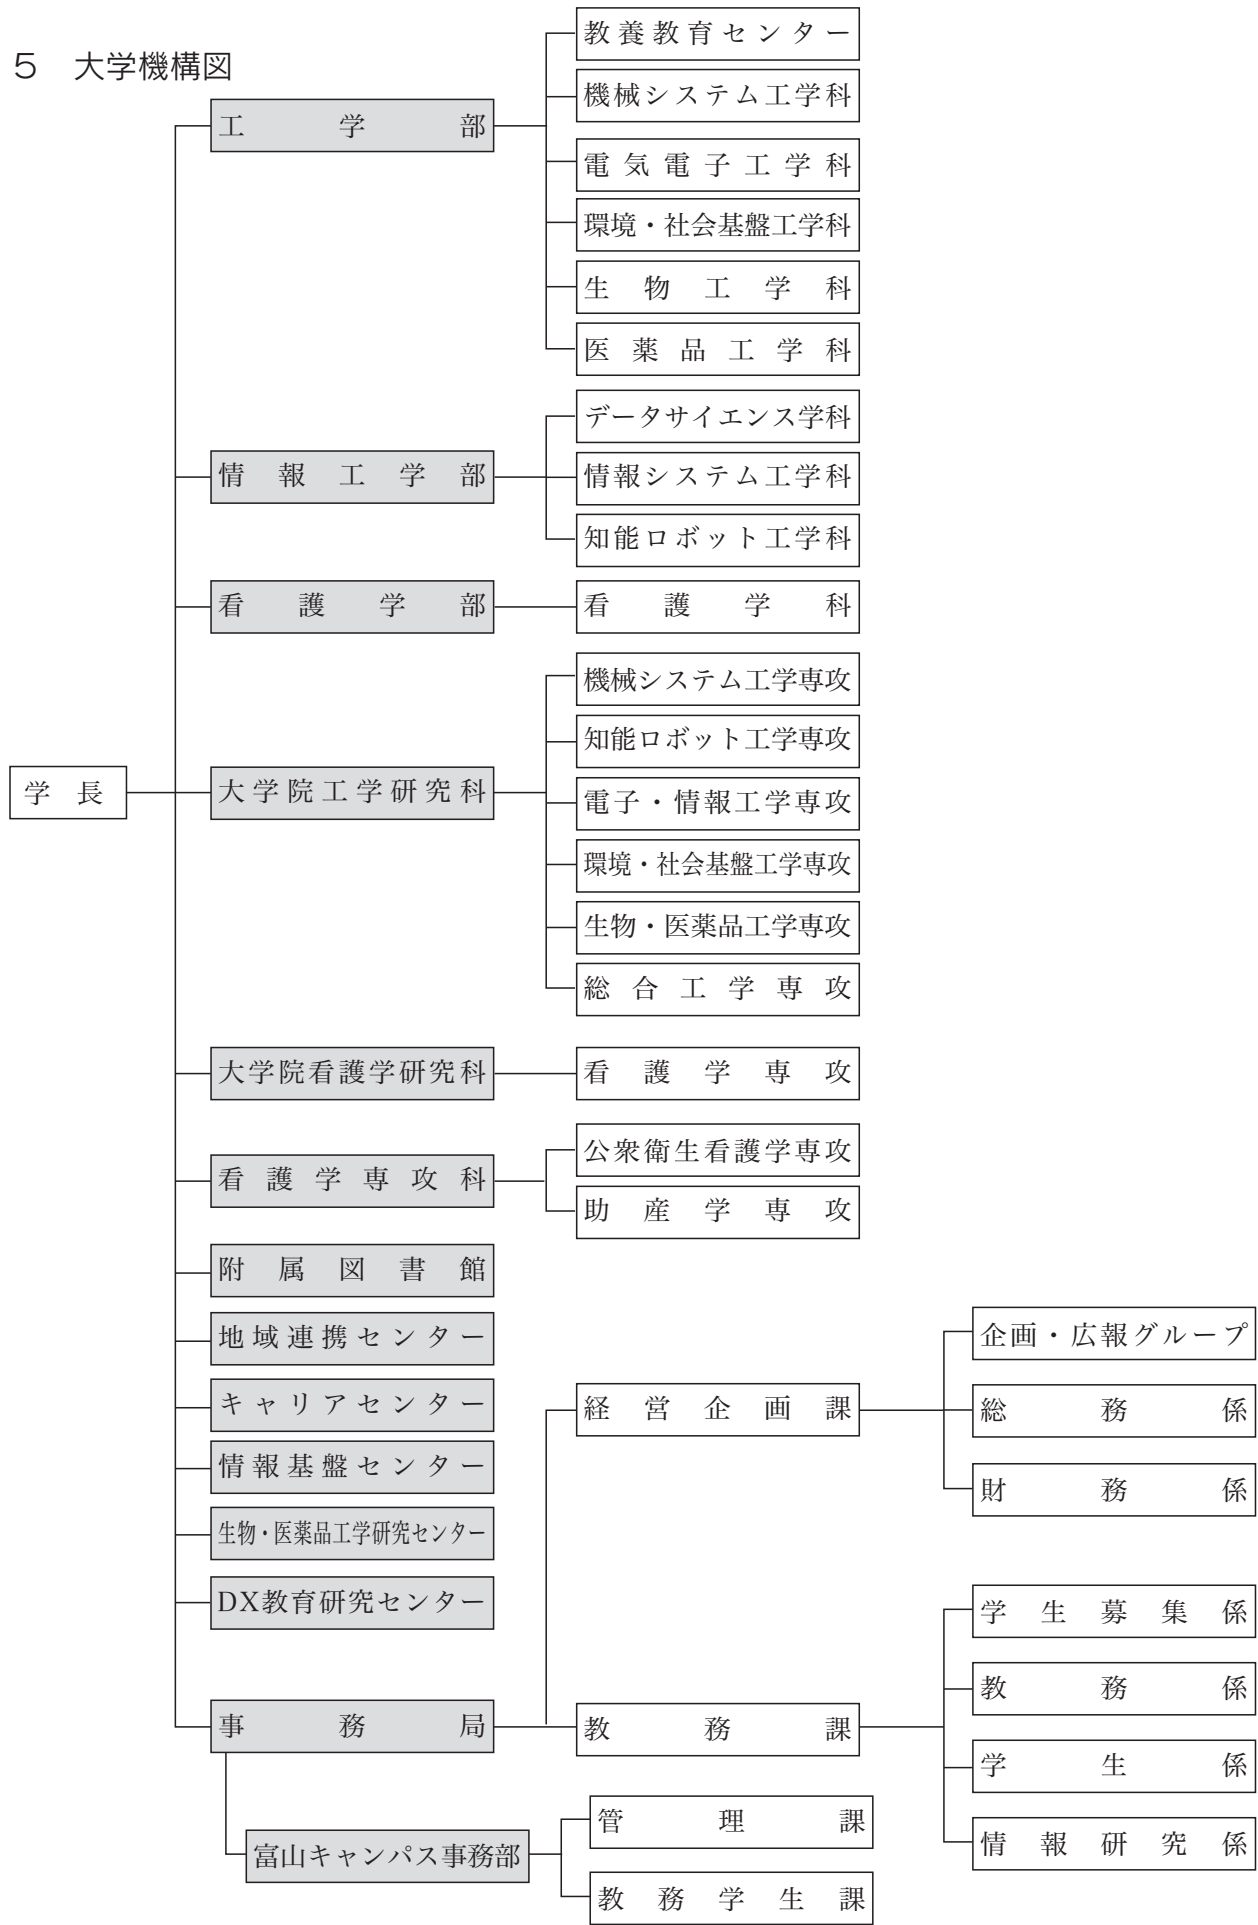 5 大学機構図
学長
工学部
教養教育センター
機械システム工学科
電気電子工学科
環境・社会基盤工学科
生物工学科
医薬品工学科
情報工学部
データサイエンス学科
情報システム工学科
知能ロボット工学科
看護学部
看護学科
大学院工学研究科
機械システム工学専攻
知能ロボット工学専攻
電子・情報工学専攻
環境・社会基盤工学専攻
生物・医薬品工学専攻
総合工学専攻
大学院看護学研究科
看護学専攻
看護学専攻科
公衆衛生看護学専攻
助産学専攻
附属図書館
地域連携センター
キャリアセンター
情報基盤センター
生物・医薬品工学研究センター
DX教育研究センター
事務局
経営企画課
企画・広報グループ
総務係
財務係
教務課
学生募集係
教務係
学生係
情報研究係
富山キャンパス事務部
管理課
教務学生課